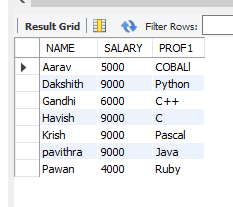 Result Grid Filter Rows:
NAME SALARY PROF1
Aarav 5000 COBALl
Dakshith 9000 Python
Gandhi 6000 C++
Havish 9000 C
Krish 9000 Pascal
pavithra 9000 Java
Pawan 4000 Ruby